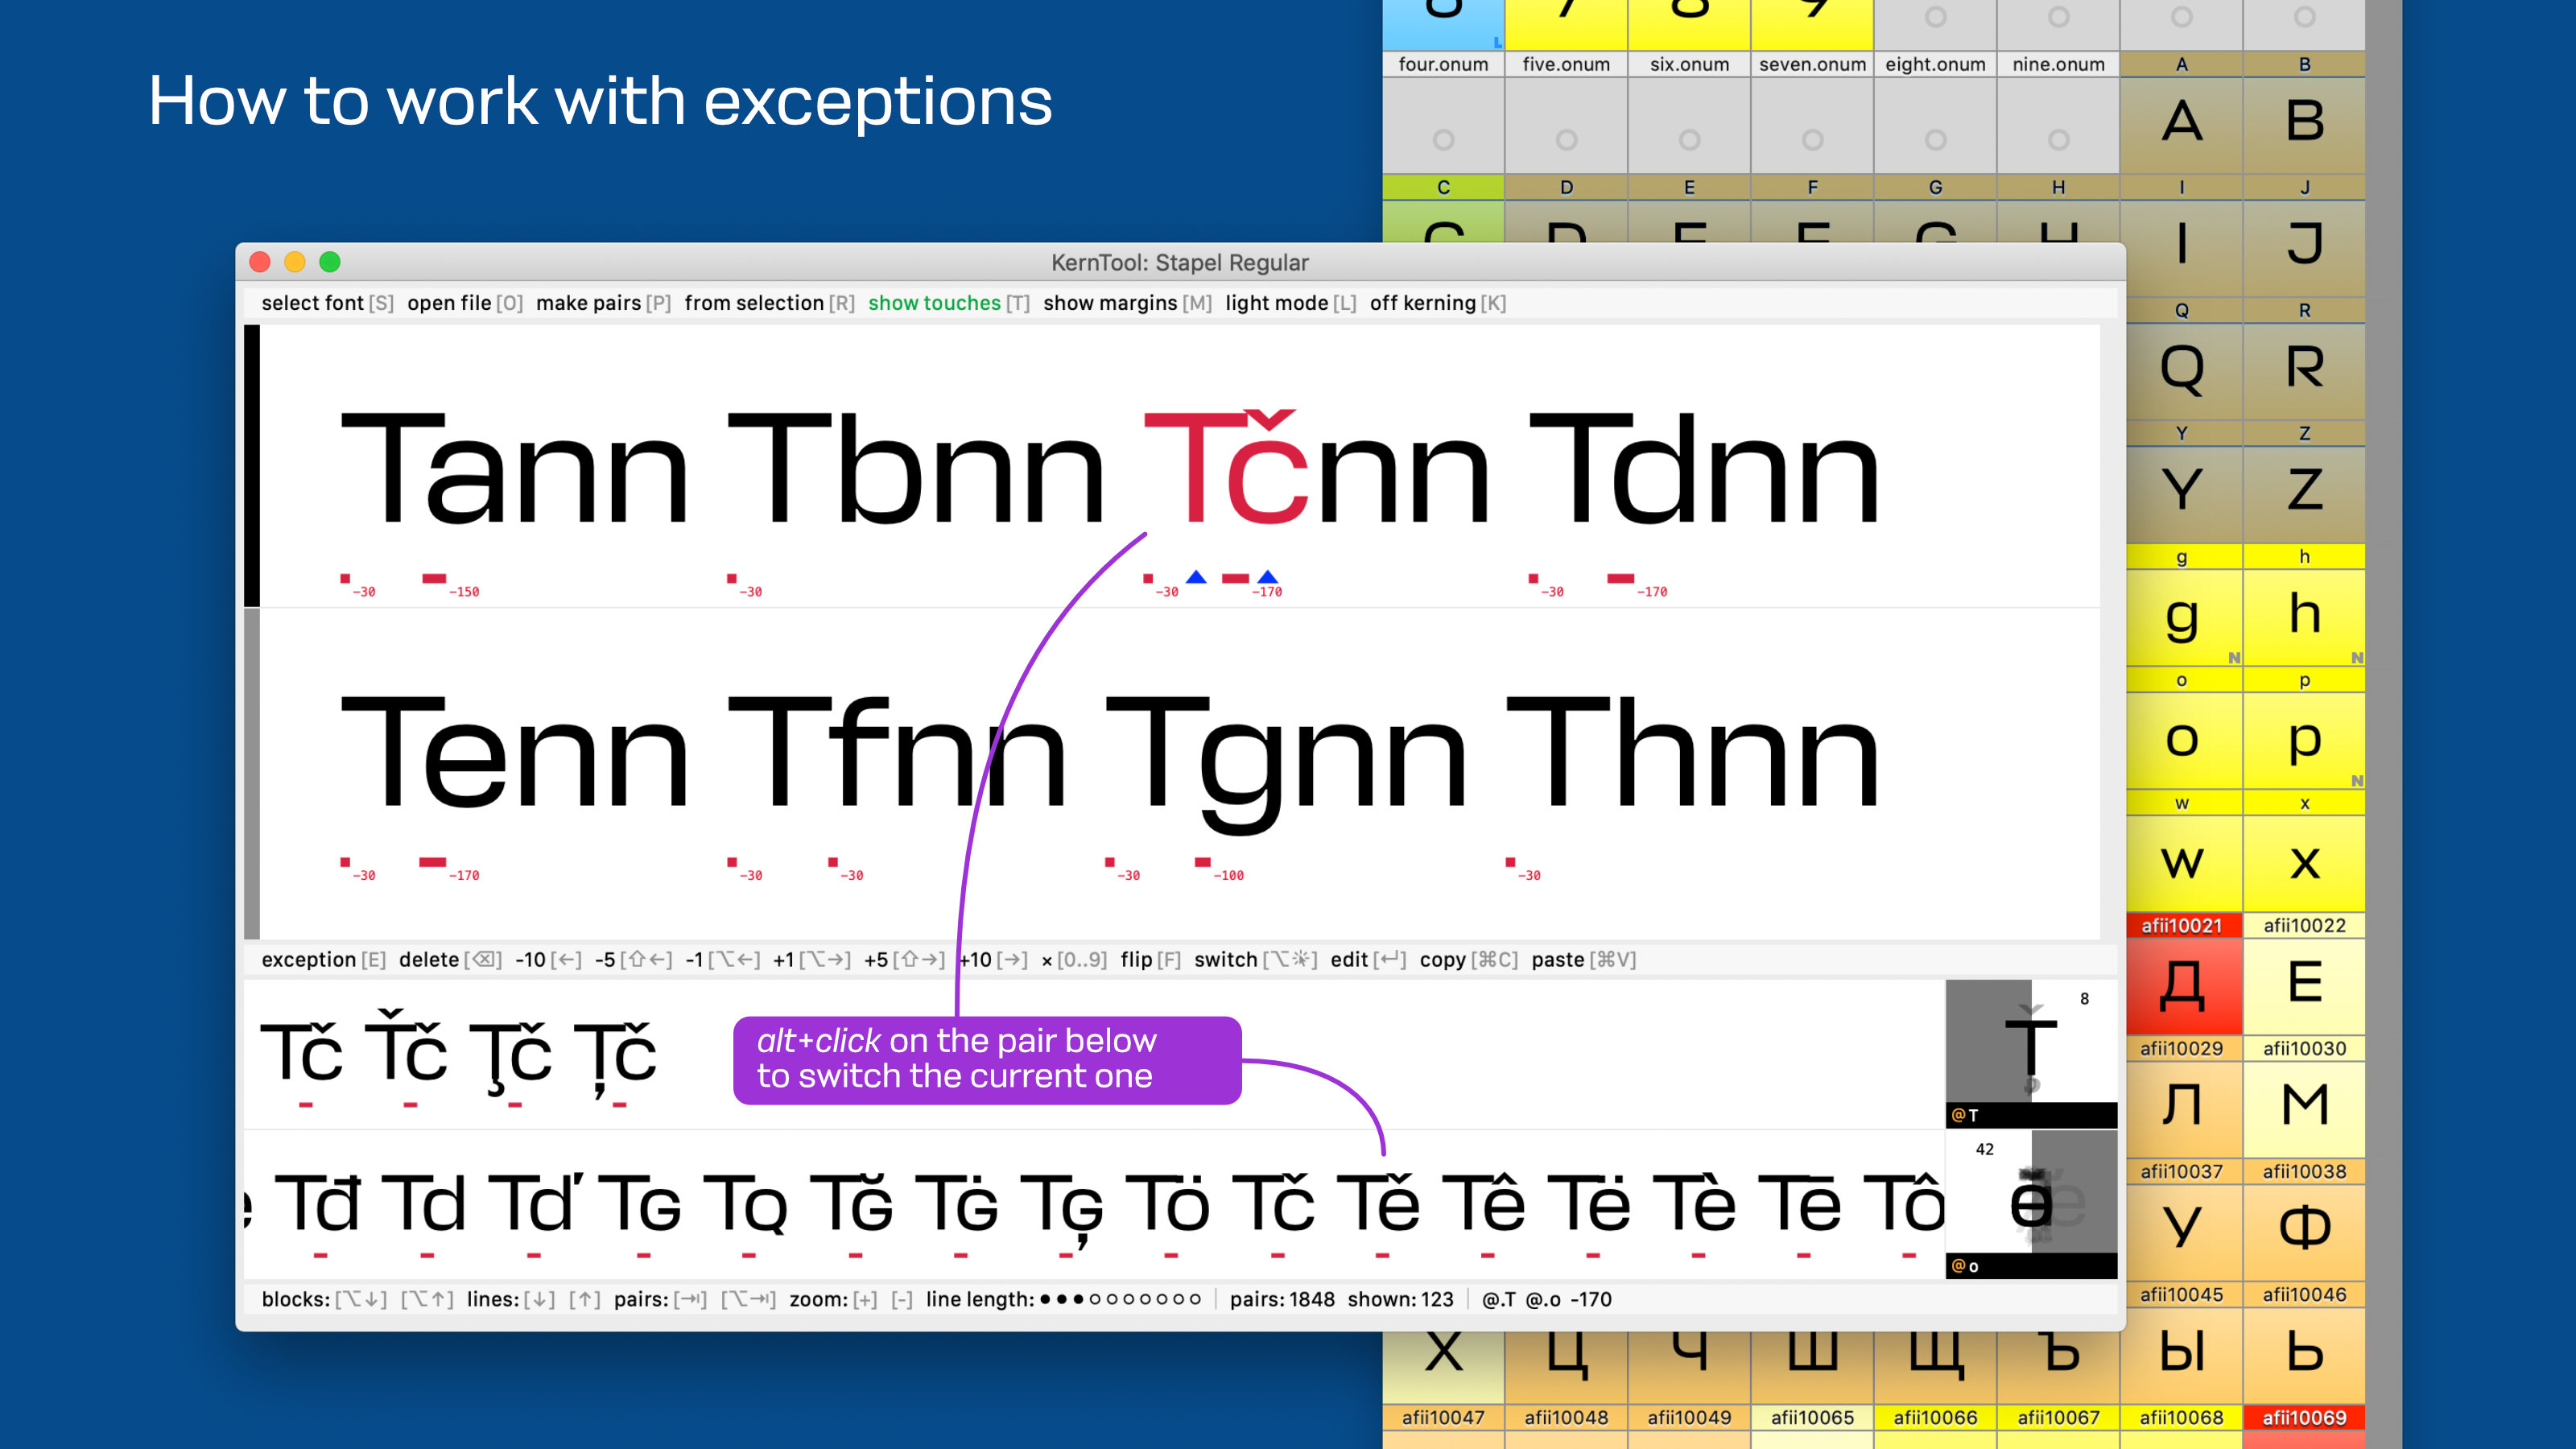 How to work with exceptions
four.onum five.onum six.onum seven.onum eight.onum nine.onum A B
A B
C D E F G H I J
I J
Q R
Q R
Y Z
Y Z
g h
g h
N N
o p
o p
N
w x
w x
afii10021 afii10022
Д Е
afii10029 afii10030
Л М
afii10037 afii10038
У Ф
afii10045 afii10046
Х Ц Ч Ш Щ Ъ Ы Ь
afii10047 afii10048 afii10049 afii10065 afii10066 afii10067 afii10068 afii10069
KernTool: Stapel Regular
select font [S] open file [O] make pairs [P] from selection [R] show touches [T] show margins [M] light mode [L] off kerning [K]
Tann Tbnn Tčnn Tdnn
-30 -150 -30 -30 -170 -30 -170
Tenn Tfnn Tgnn Thnn
-30 -170 -30 -30 -30 -100 -30
exception [E] delete [⌫] -10 [←] -5 [⇧←] -1 [⌥←] +1 [⌥→] +5 [⇧→] +10 [→] × [0..9] flip [F] switch [⌥☀] edit [↩] copy [⌘C] paste [⌘V]
Tč Ťč Ţč Țč
8
@ T
alt+click on the pair below
to switch the current one
Tđ Td Tď TG TQ TĞ TĠ TĢ Tö Tč Tě Tê Të Tè Tē Tô
42
@ o
blocks: [⌥↓] [⌥↑] lines: [↓] [↑] pairs: [⇥] [⌥⇥] zoom: [+] [-] line length: ●●●○○○○○○○ pairs: 1848 shown: 123 @.T @.o -170